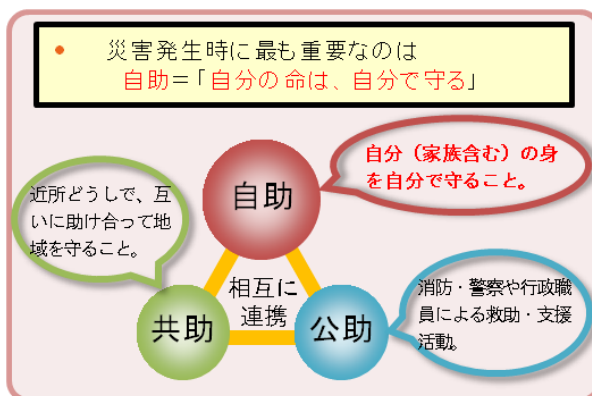 • 災害発生時に最も重要なのは
自助＝「自分の命は、自分で守る」
自分（家族含む）の身
を自分で守ること。
自助
近所どうしで、互
いに助け合って地
域を守ること。
相互に
連携
共助
公助
消防・警察や行政職
員による救助・支援
活動。